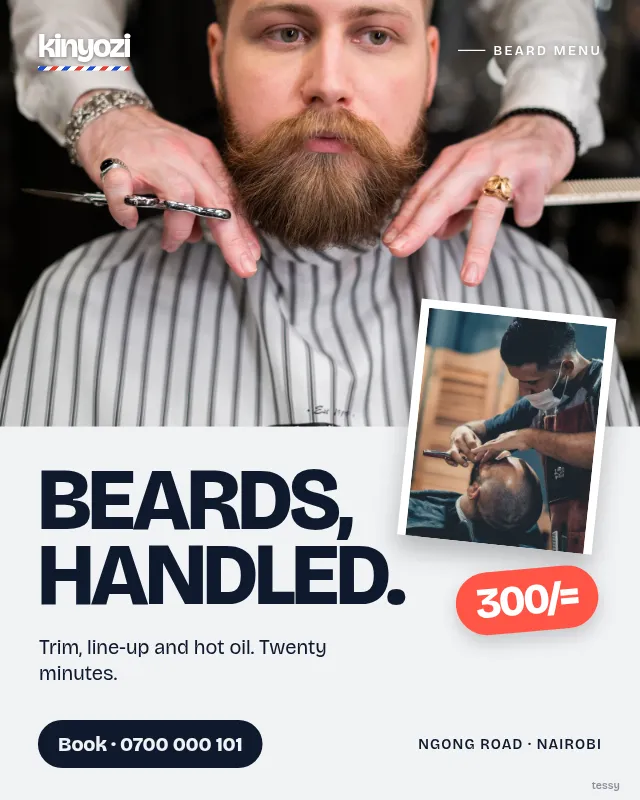 kinyozi
BEARD MENU
BEARDS,
HANDLED.
300/=
Trim, line-up and hot oil. Twenty
minutes.
Book · 0700 000 101
NGONG ROAD · NAIROBI
tessy